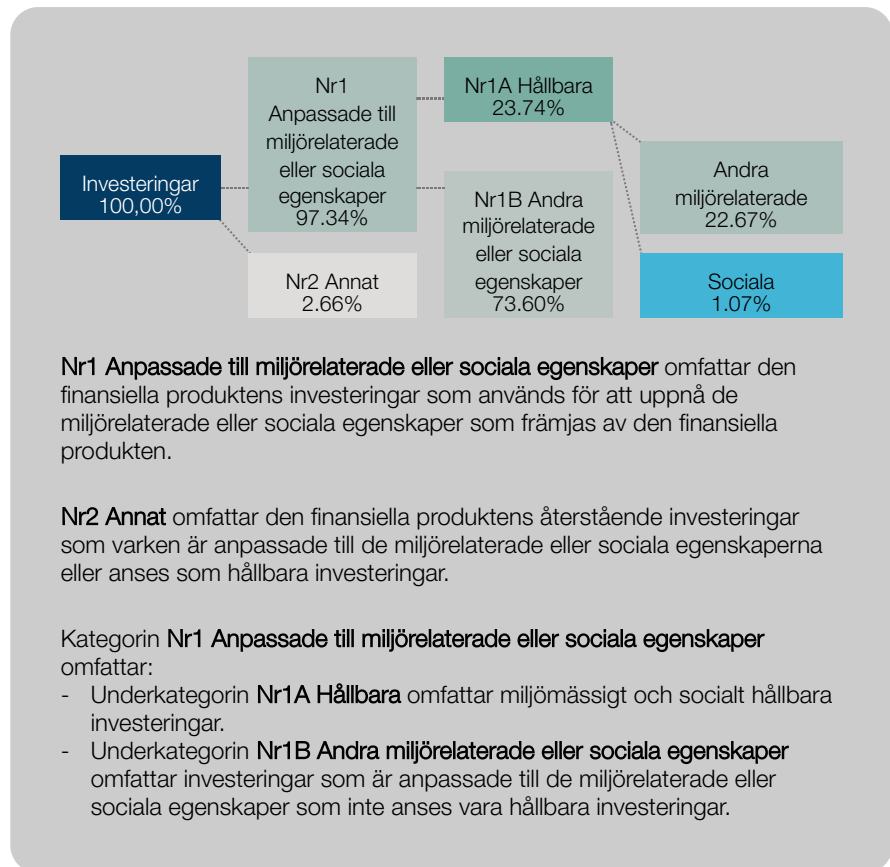 Investeringar
100,00%
Nr1
Anpassade till
miljörelaterade
eller sociala
egenskaper
97.34%
Nr2 Annat
2.66%
Nr1A Hållbara
23.74%
Nr1B Andra
miljörelaterade
eller sociala
egenskaper
73.60%
Andra
miljörelaterade
22.67%
Sociala
1.07%
Nr1 Anpassade till miljörelaterade eller sociala egenskaper omfattar den
finansiella produktens investeringar som används för att uppnå de
miljörelaterade eller sociala egenskaper som främjas av den finansiella
produkten.
Nr2 Annat omfattar den finansiella produktens återstående investeringar
som varken är anpassade till de miljörelaterade eller sociala egenskaperna
eller anses som hållbara investeringar.
Kategorin Nr1 Anpassade till miljörelaterade eller sociala egenskaper
omfattar:
- Underkategorin Nr1A Hållbara omfattar miljömässigt och socialt hållbara
investeringar.
- Underkategorin Nr1B Andra miljörelaterade eller sociala egenskaper
omfattar investeringar som är anpassade till de miljörelaterade eller
sociala egenskaper som inte anses vara hållbara investeringar.